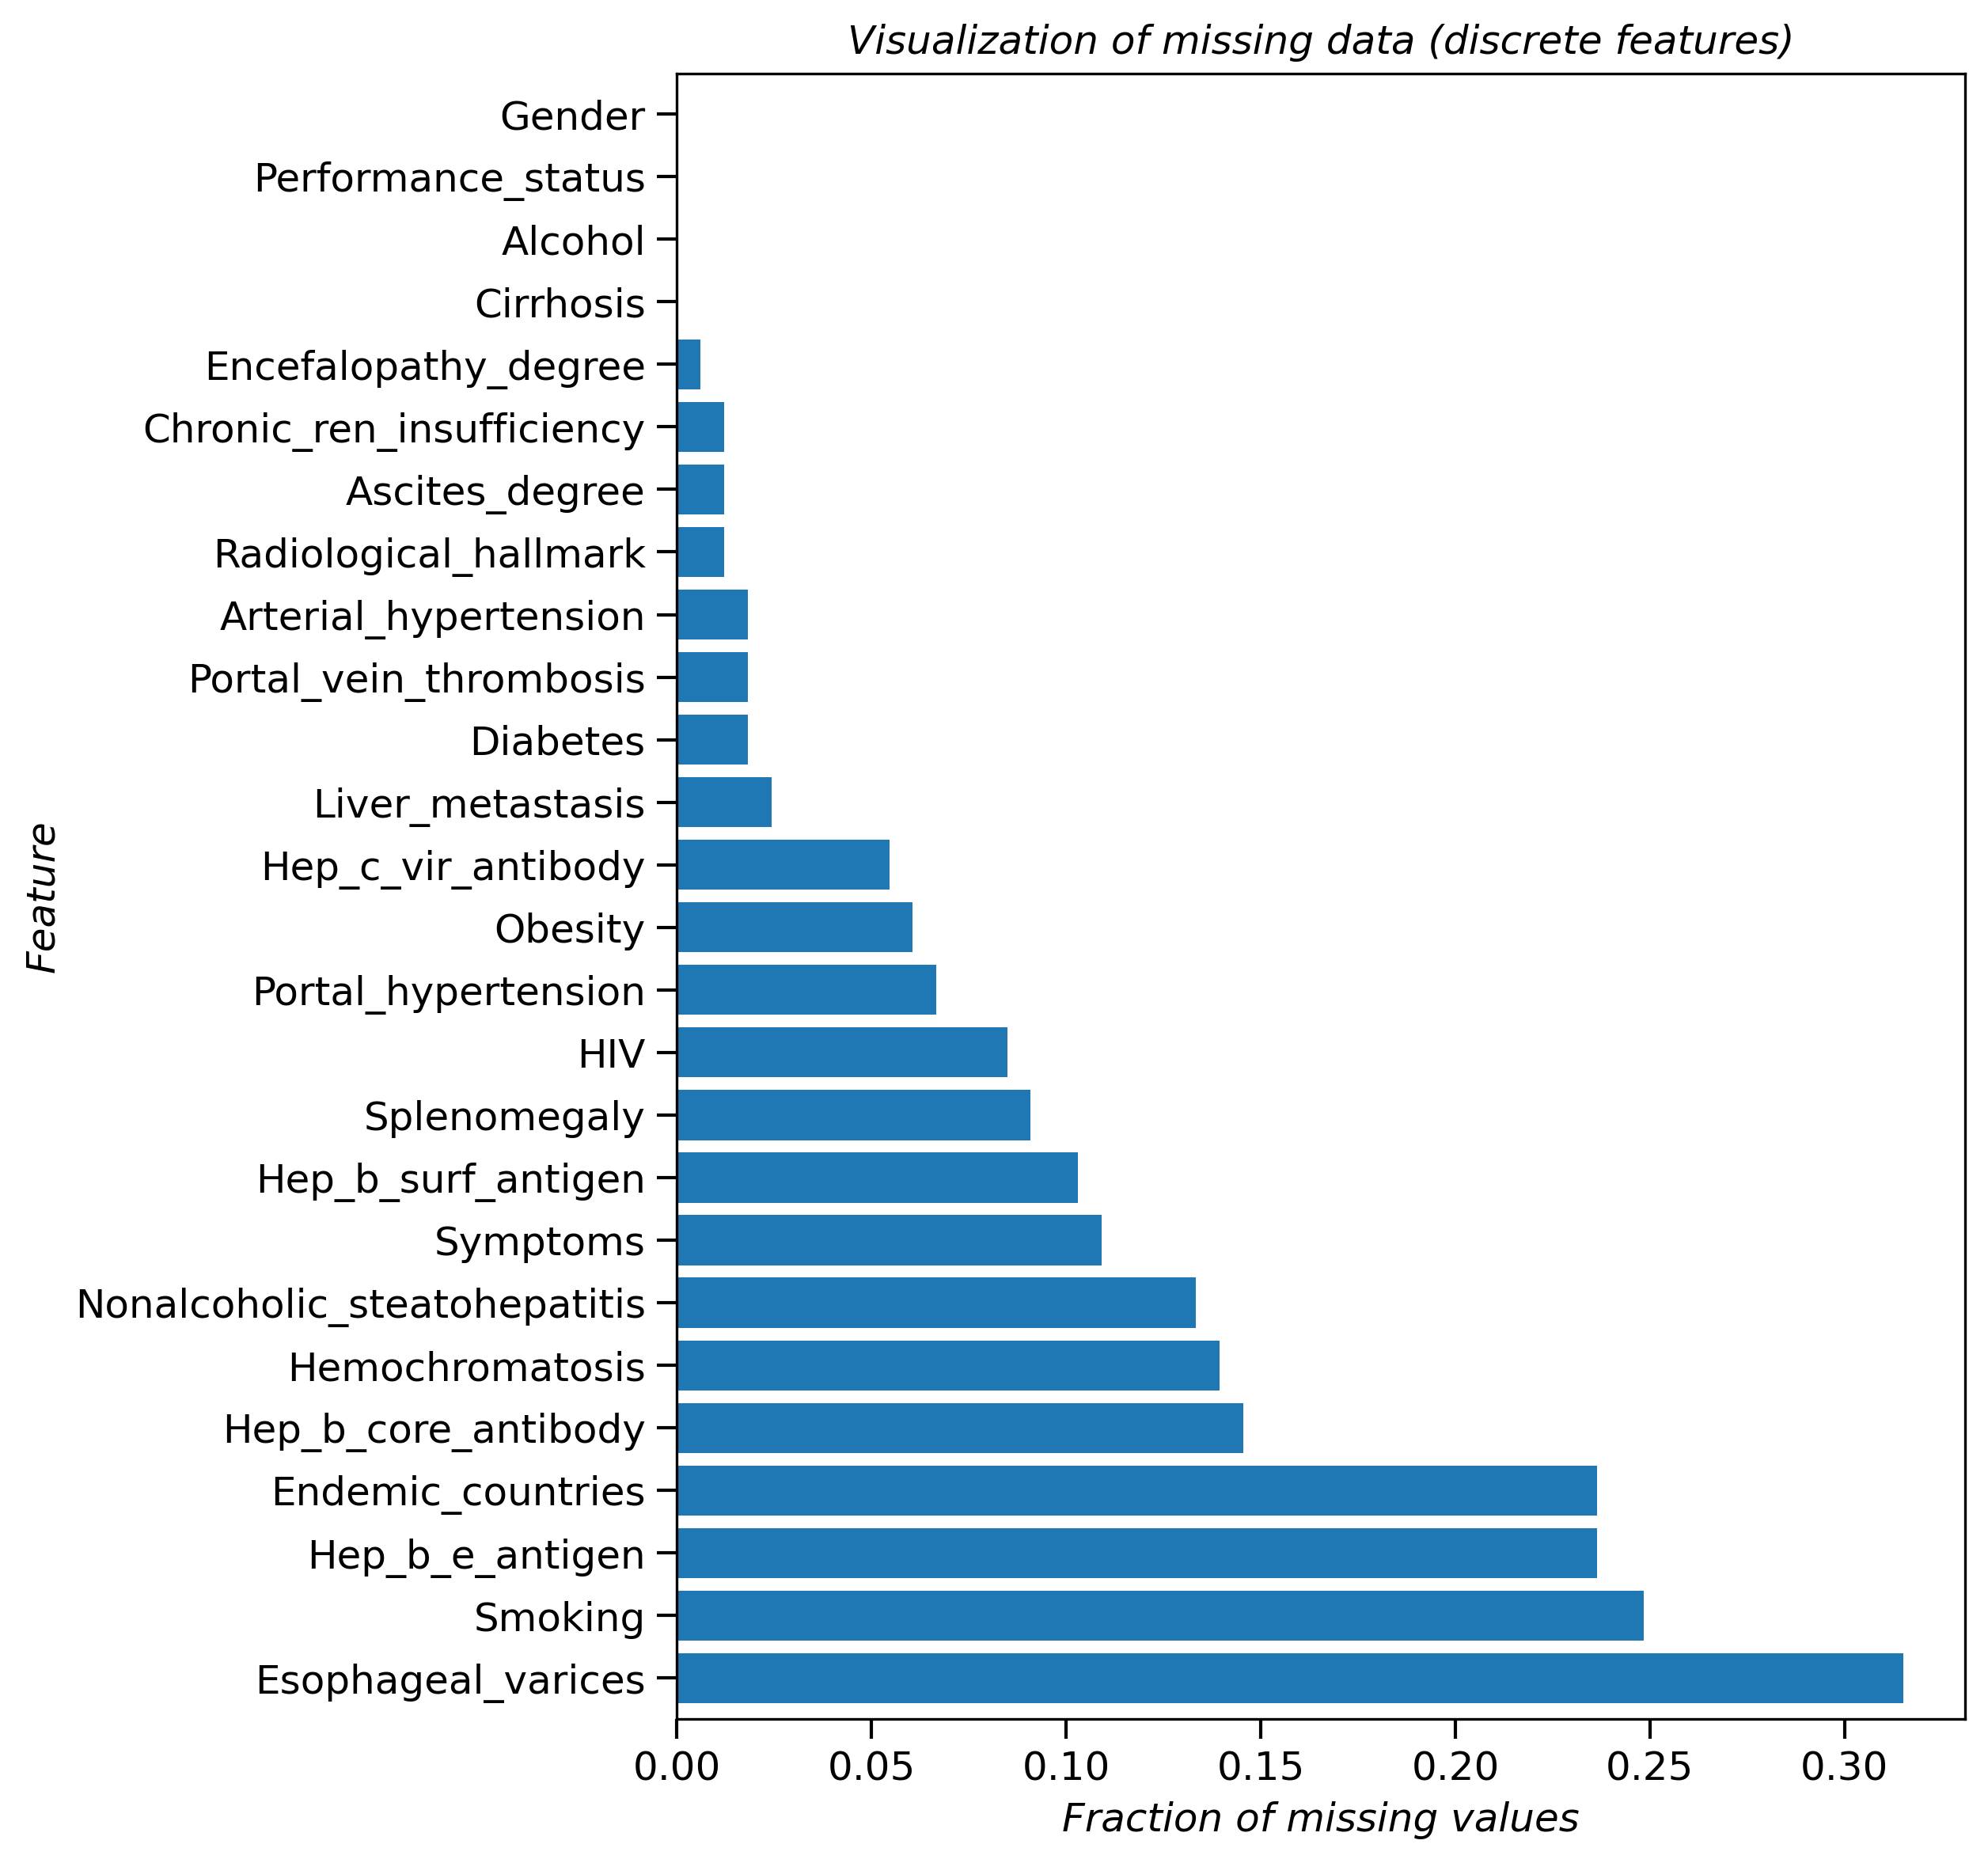 Visualization of missing data (discrete features)
Gender
Performance_status
Alcohol
Cirrhosis
Encefalopathy_degree
Chronic_ren_insufficiency
Ascites_degree
Radiological_hallmark
Arterial_hypertension
Portal_vein_thrombosis
Diabetes
Liver_metastasis
Hep_c_vir_antibody
Obesity
Portal_hypertension
HIV
Splenomegaly
Hep_b_surf_antigen
Symptoms
Nonalcoholic_steatohepatitis
Hemochromatosis
Hep_b_core_antibody
Endemic_countries
Hep_b_e_antigen
Smoking
Esophageal_varices
Feature
0.00 0.05 0.10 0.15 0.20 0.25 0.30
Fraction of missing values